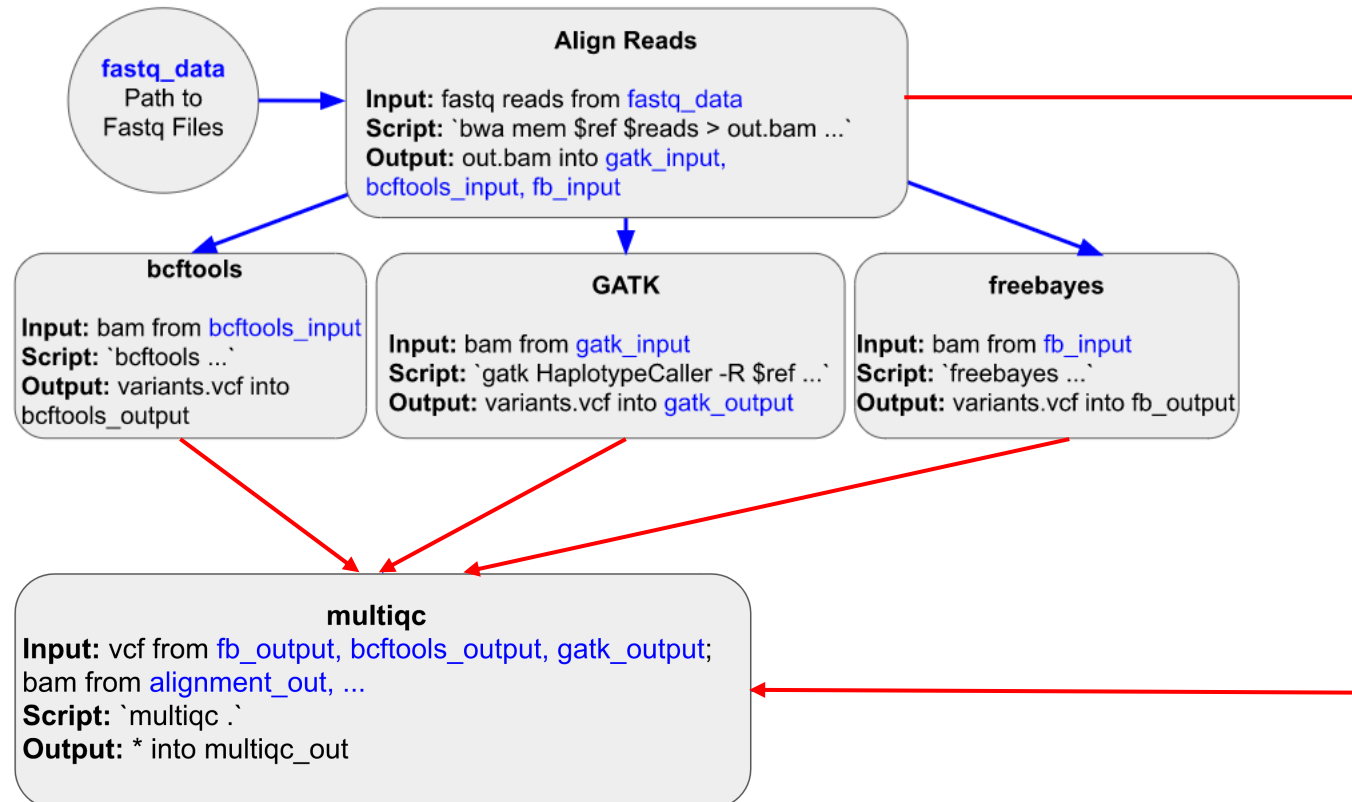 fastq_data
Path to
Fastq Files
Align Reads
Input: fastq reads from fastq_data
Script: `bwa mem $ref $reads > out.bam ...`
Output: out.bam into gatk_input,
bcftools_input, fb_input
bcftools
Input: bam from bcftools_input
Script: `bcftools ...`
Output: variants.vcf into
bcftools_output
GATK
Input: bam from gatk_input
Script: `gatk HaplotypeCaller -R $ref ...`
Output: variants.vcf into gatk_output
freebayes
Input: bam from fb_input
Script: `freebayes ...`
Output: variants.vcf into fb_output
multiqc
Input: vcf from fb_output, bcftools_output, gatk_output;
bam from alignment_out, ...
Script: `multiqc .`
Output: * into multiqc_out